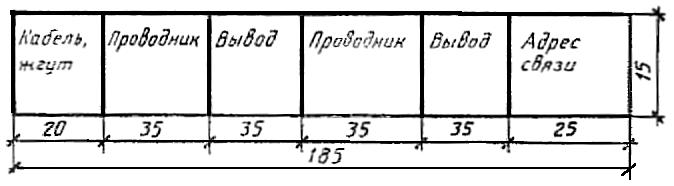 Кабель, жгут
Проводник
Вывод
Проводник
Вывод
Адрес связи
15
20 35 35 35 35 25
185